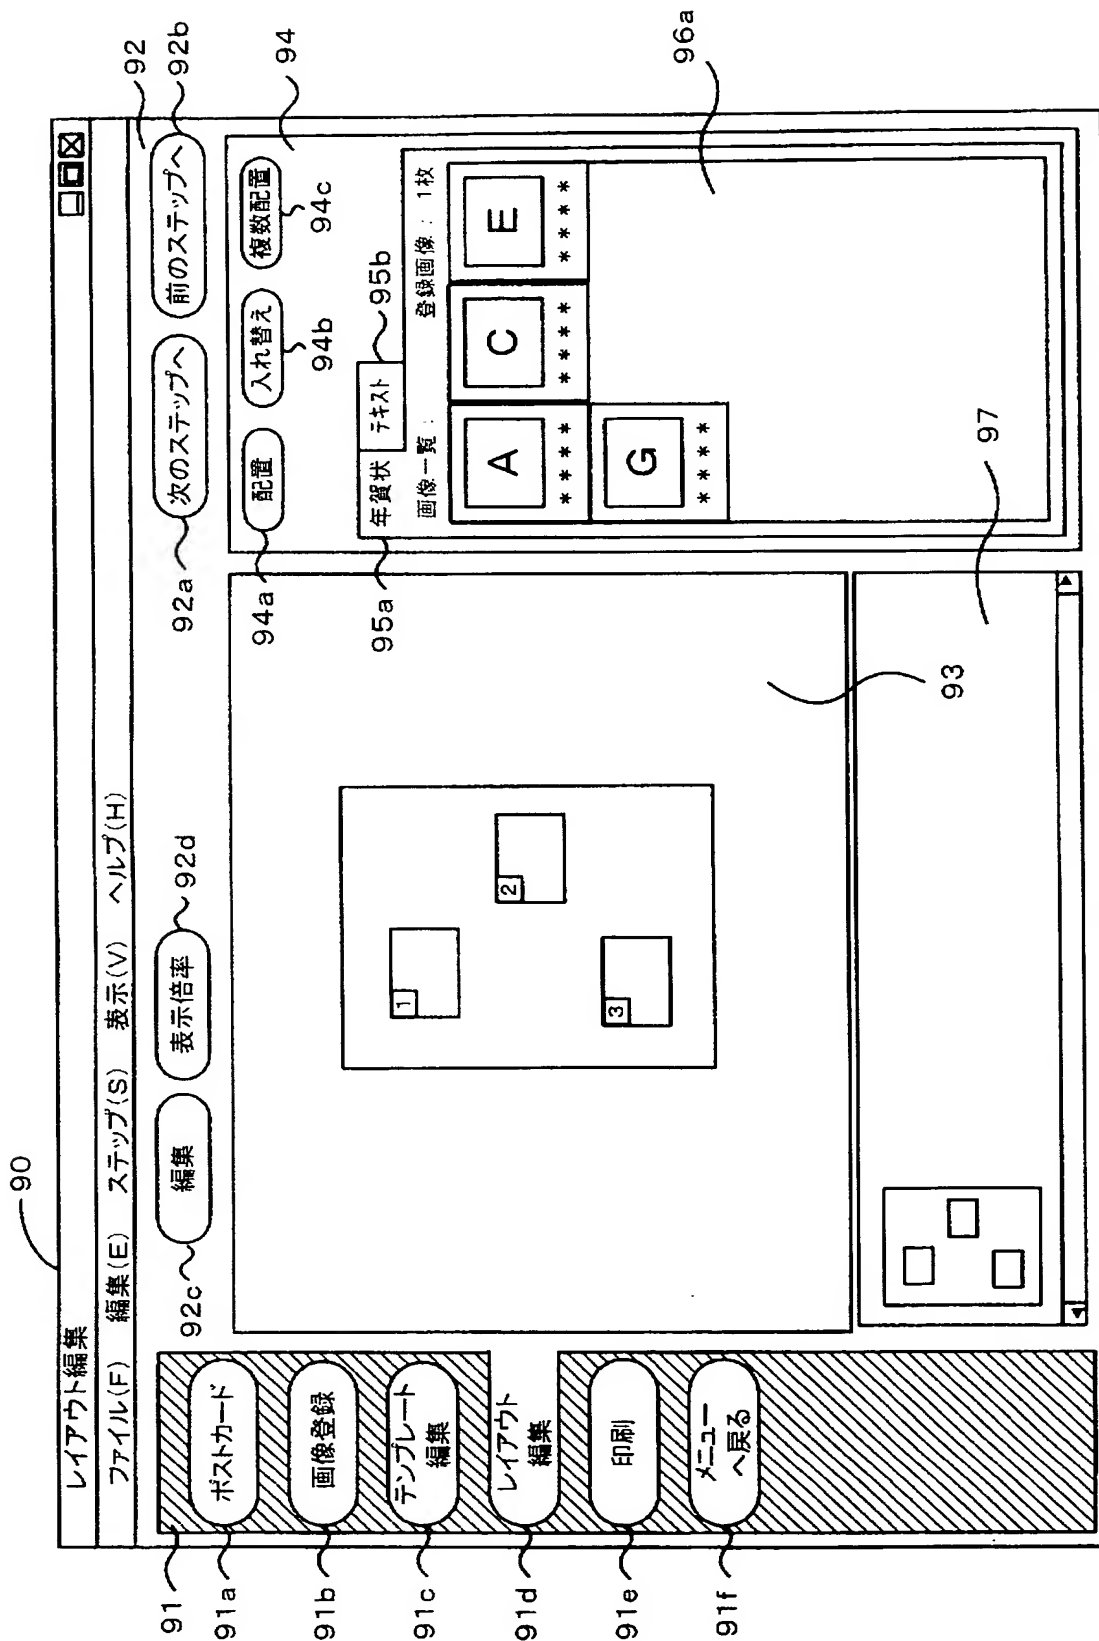 90
レイアウト編集
ファイル(F) 編集(E) ステップ(S) 表示(V) ヘルプ(H)
92
編集 表示倍率 次のステップへ 前のステップへ
92c 92d 92a 92b
91
ポストカード
91a
画像登録
91b
テンプレート
編集
91c
レイアウト
編集
91d
印刷
91e
メニュー
へ戻る
91f
1
2
3
93
97
94
配置 入れ替え 複数配置
94a 94b 94c
年賀状 テキスト
95a 95b
画像一覧: 登録画像:1枚
A C E
**** **** ****
G
****
96a